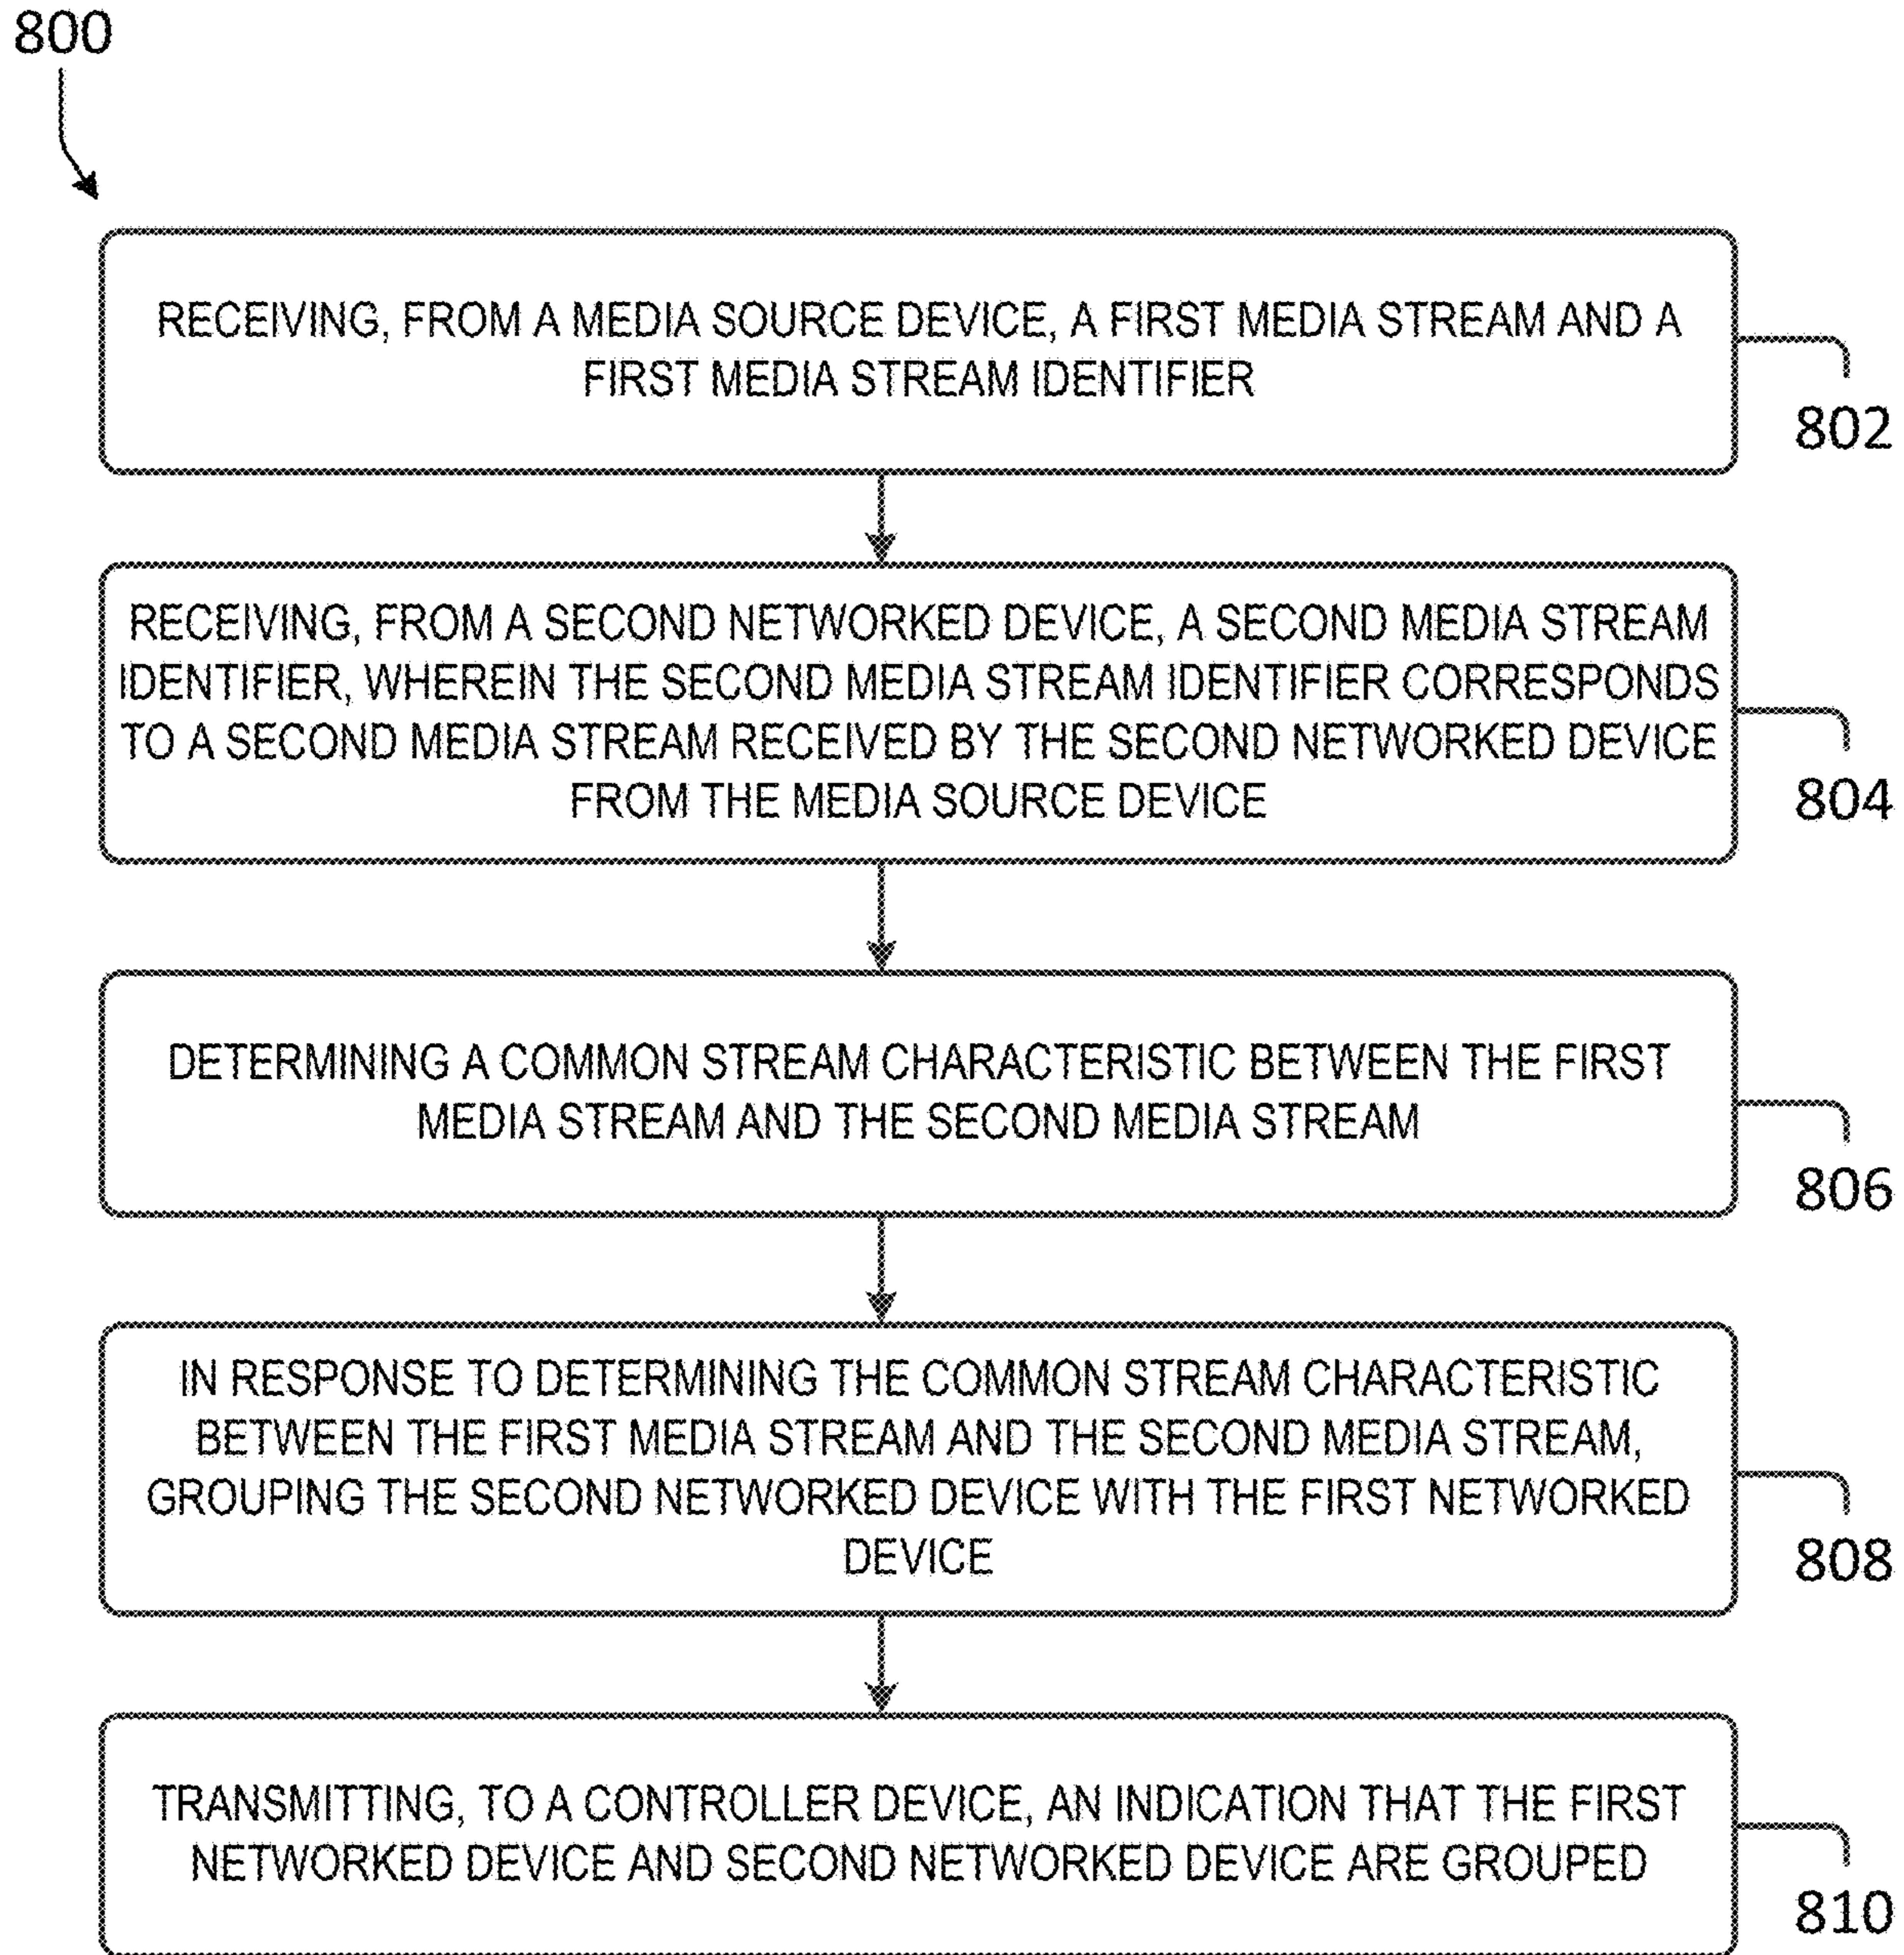 800
RECEIVING, FROM A MEDIA SOURCE DEVICE, A FIRST MEDIA STREAM AND A
FIRST MEDIA STREAM IDENTIFIER
802
RECEIVING, FROM A SECOND NETWORKED DEVICE, A SECOND MEDIA STREAM
IDENTIFIER, WHEREIN THE SECOND MEDIA STREAM IDENTIFIER CORRESPONDS
TO A SECOND MEDIA STREAM RECEIVED BY THE SECOND NETWORKED DEVICE
FROM THE MEDIA SOURCE DEVICE
804
DETERMINING A COMMON STREAM CHARACTERISTIC BETWEEN THE FIRST
MEDIA STREAM AND THE SECOND MEDIA STREAM
806
IN RESPONSE TO DETERMINING THE COMMON STREAM CHARACTERISTIC
BETWEEN THE FIRST MEDIA STREAM AND THE SECOND MEDIA STREAM,
GROUPING THE SECOND NETWORKED DEVICE WITH THE FIRST NETWORKED
DEVICE
808
TRANSMITTING, TO A CONTROLLER DEVICE, AN INDICATION THAT THE FIRST
NETWORKED DEVICE AND SECOND NETWORKED DEVICE ARE GROUPED
810